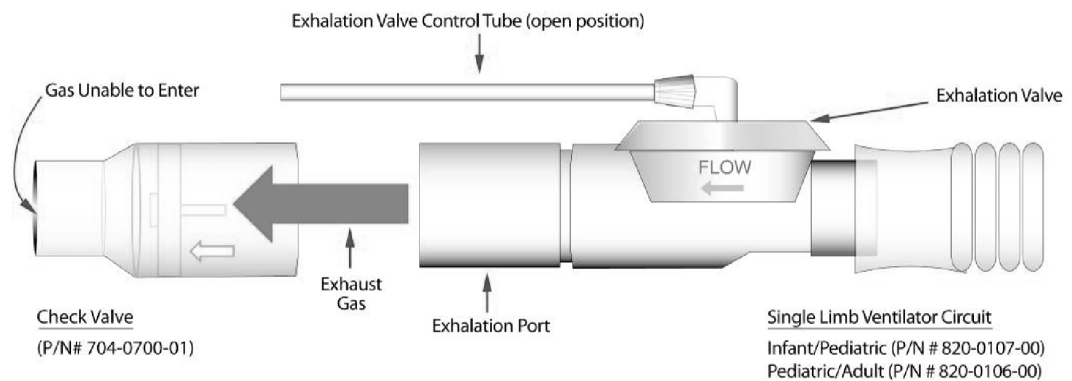 Exhalation Valve Control Tube (open position)
Gas Unable to Enter
Exhalation Valve
FLOW
Exhaust
Gas
Exhalation Port
Check Valve
(P/N# 704-0700-01)
Single Limb Ventilator Circuit
Infant/Pediatric (P/N # 820-0107-00)
Pediatric/Adult (P/N # 820-0106-00)